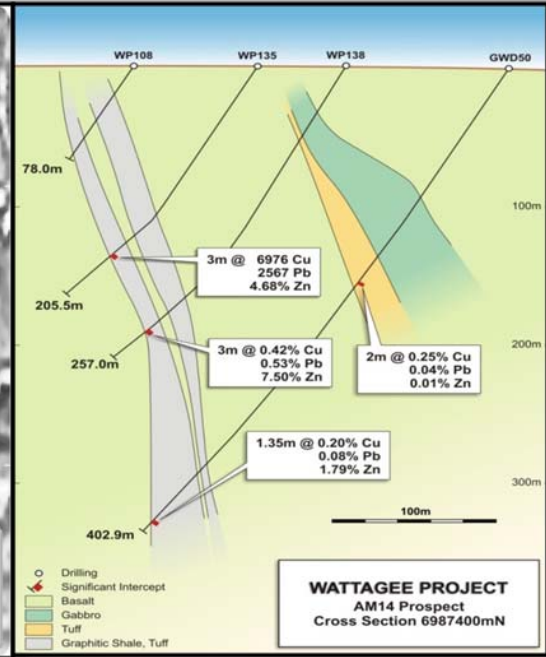 WP108
WP135
WP138
GWD50
78.0m
100m
3m @ 6976 Cu
2567 Pb
4.68% Zn
205.5m
200m
257.0m
3m @ 0.42% Cu
0.53% Pb
7.50% Zn
2m @ 0.25% Cu
0.04% Pb
0.01% Zn
1.35m @ 0.20% Cu
0.08% Pb
1.79% Zn
300m
402.9m
100m
Drilling
Significant Intercept
Basalt
Gabbro
Tuff
Graphitic Shale, Tuff
WATTAGEE PROJECT
AM14 Prospect
Cross Section 6987400mN